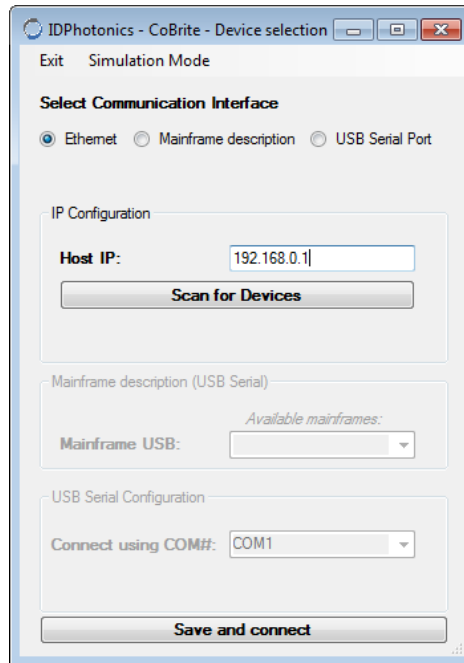 IDPhotonics - CoBrite - Device selection
Exit Simulation Mode
Select Communication Interface
Ethernet Mainframe description USB Serial Port
IP Configuration
Host IP: 192.168.0.1
Scan for Devices
Mainframe description (USB Serial)
Available mainframes:
Mainframe USB:
USB Serial Configuration
Connect using COM#: COM1
Save and connect